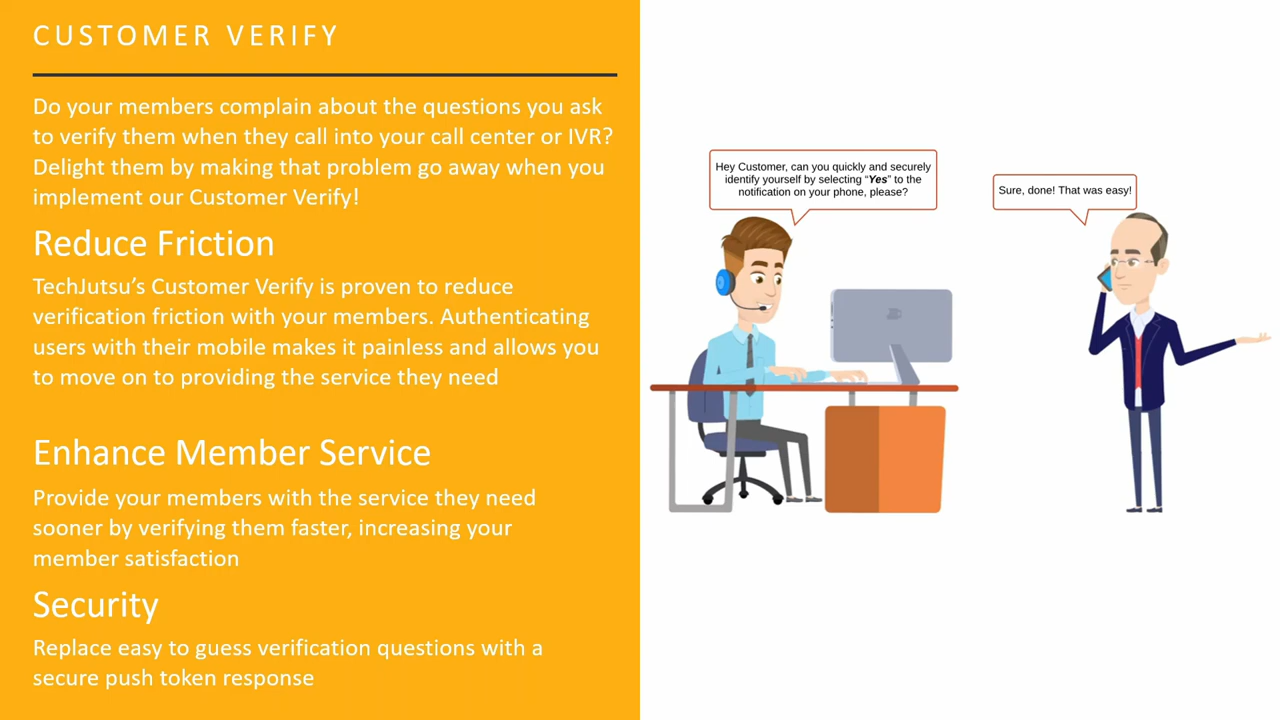 CUSTOMER VERIFY
Do your members complain about the questions you ask
to verify them when they call into your call center or IVR?
Delight them by making that problem go away when you
implement our Customer Verify!
Reduce Friction
TechJutsu’s Customer Verify is proven to reduce
verification friction with your members. Authenticating
users with their mobile makes it painless and allows you
to move on to providing the service they need
Enhance Member Service
Provide your members with the service they need
sooner by verifying them faster, increasing your
member satisfaction
Security
Replace easy to guess verification questions with a
secure push token response
Hey Customer, can you quickly and securely
identify yourself by selecting “Yes” to the
notification on your phone, please?
Sure, done! That was easy!